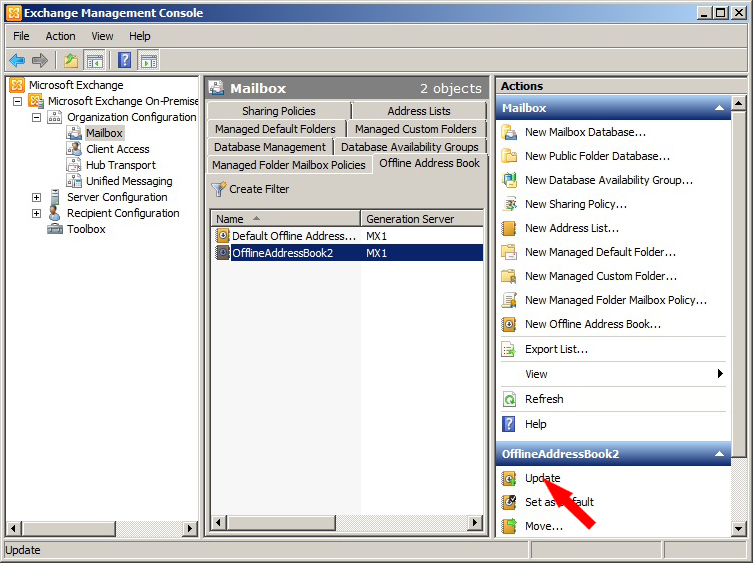 Exchange Management Console
File Action View Help
Microsoft Exchange
Microsoft Exchange On-Premise
Organization Configuration
Mailbox
Client Access
Hub Transport
Unified Messaging
Server Configuration
Recipient Configuration
Toolbox
Mailbox 2 objects
Sharing Policies Address Lists
Managed Default Folders Managed Custom Folders
Database Management Database Availability Groups
Managed Folder Mailbox Policies Offline Address Book
Create Filter
Name Generation Server
Default Offline Address... MX1
OfflineAddressBook2 MX1
Actions
Mailbox
New Mailbox Database...
New Public Folder Database...
New Database Availability Group...
New Sharing Policy...
New Address List...
New Managed Default Folder...
New Managed Custom Folder...
New Managed Folder Mailbox Policy...
New Offline Address Book...
Export List...
View
Refresh
Help
OfflineAddressBook2
Update
Set as Default
Move...
Update